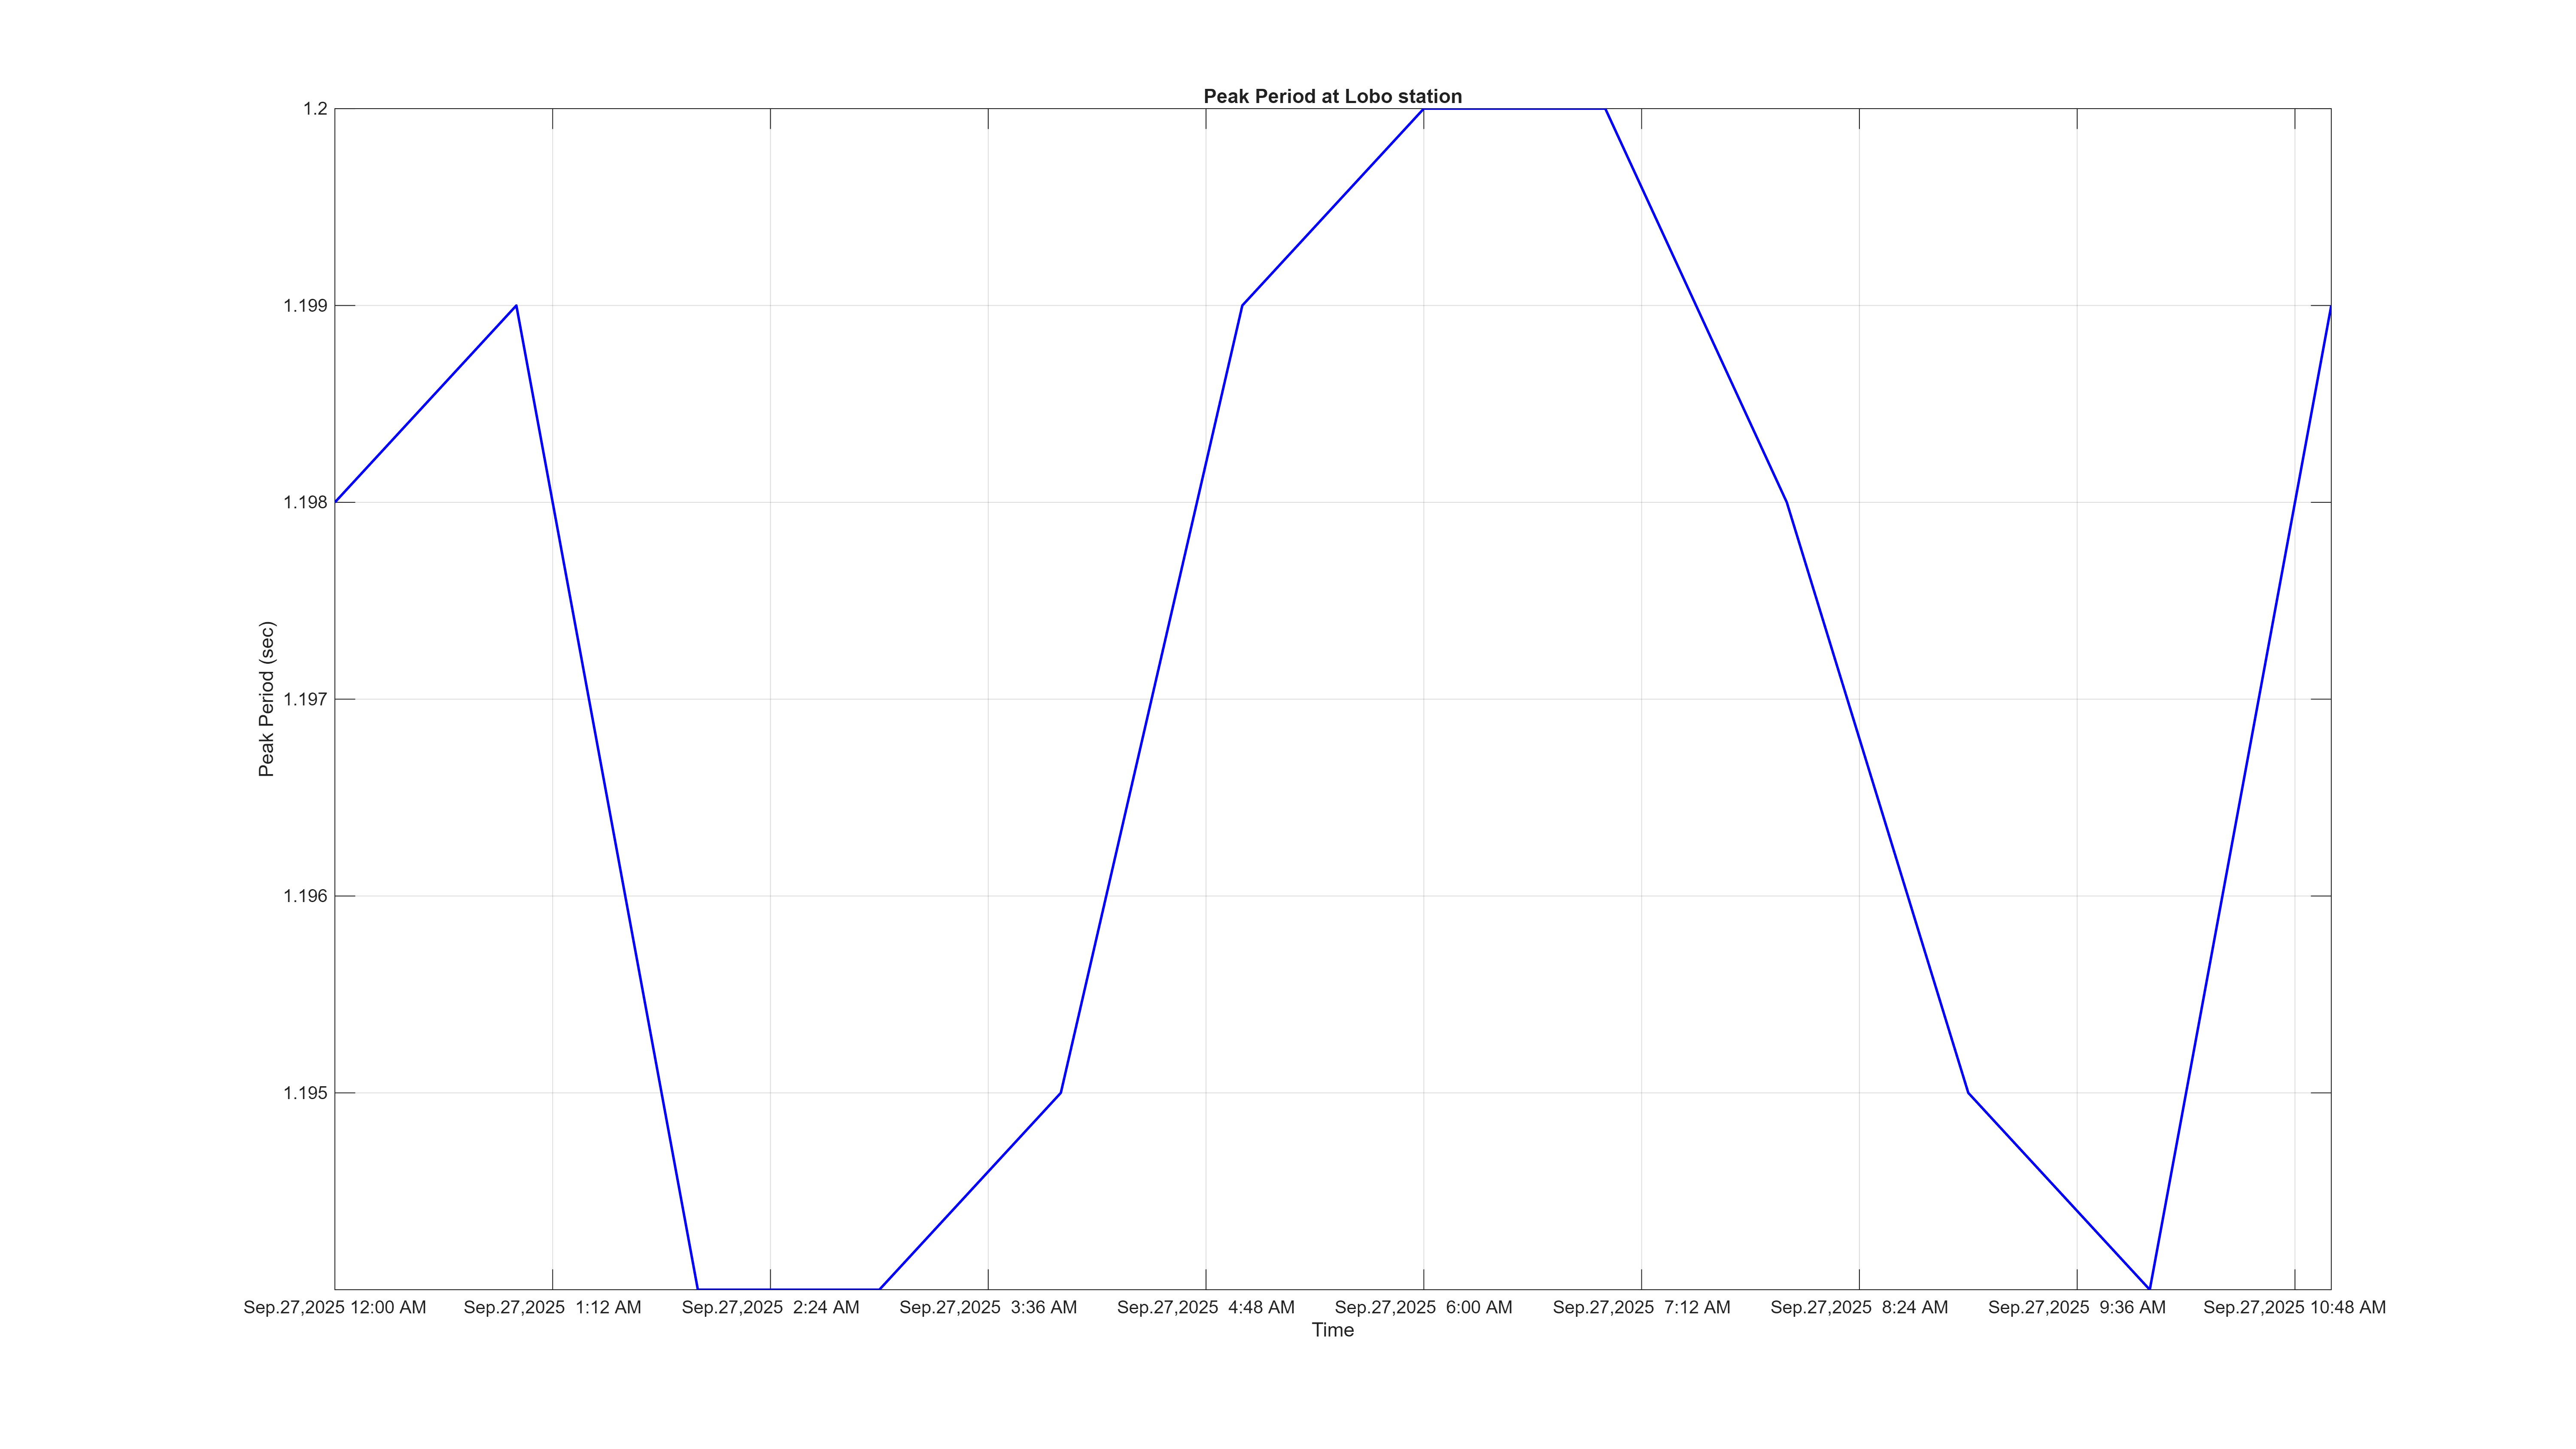 Peak Period at Lobo station
1.2
1.199
1.198
1.197
1.196
1.195
Peak Period (sec)
Sep.27,2025 12:00 AM Sep.27,2025 1:12 AM Sep.27,2025 2:24 AM Sep.27,2025 3:36 AM Sep.27,2025 4:48 AM Sep.27,2025 6:00 AM Sep.27,2025 7:12 AM Sep.27,2025 8:24 AM Sep.27,2025 9:36 AM Sep.27,2025 10:48 AM
Time